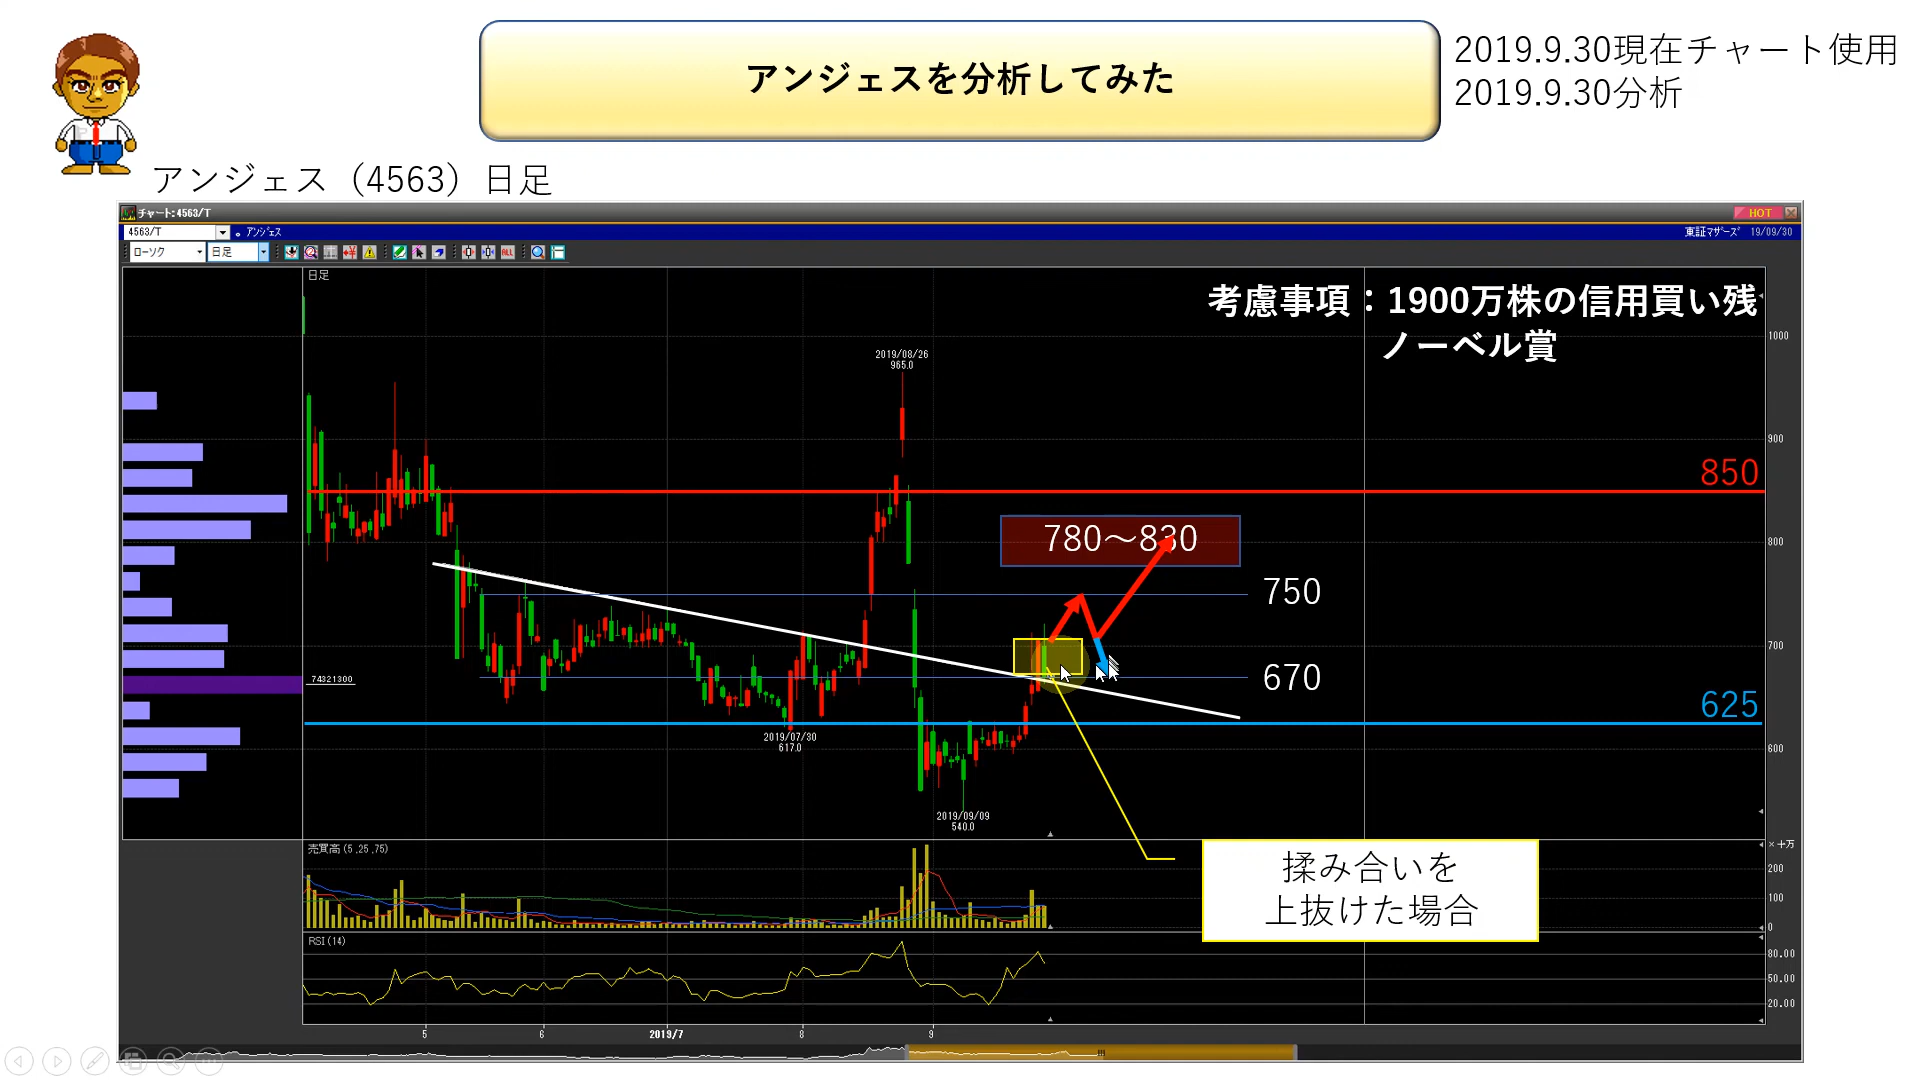 アンジェスを分析してみた
2019.9.30現在チャート使用
2019.9.30分析
アンジェス（4563）日足
チャート:4563/T
HOT
4563/T
アンジェス
東証マザーズ 19/09/30
ローソク
日足
ALL
日足
考慮事項：1900万株の信用買い残
ノーベル賞
1000
2019/08/26
965.0
900
850
780～830
800
750
700
670
74321300
625
2019/07/30
617.0
600
2019/09/09
540.0
揉み合いを
上抜けた場合
売買高(5,25,75)
×十万
200
100
0
RSI(14)
80.00
50.00
20.00
5
6
2019/7
8
9